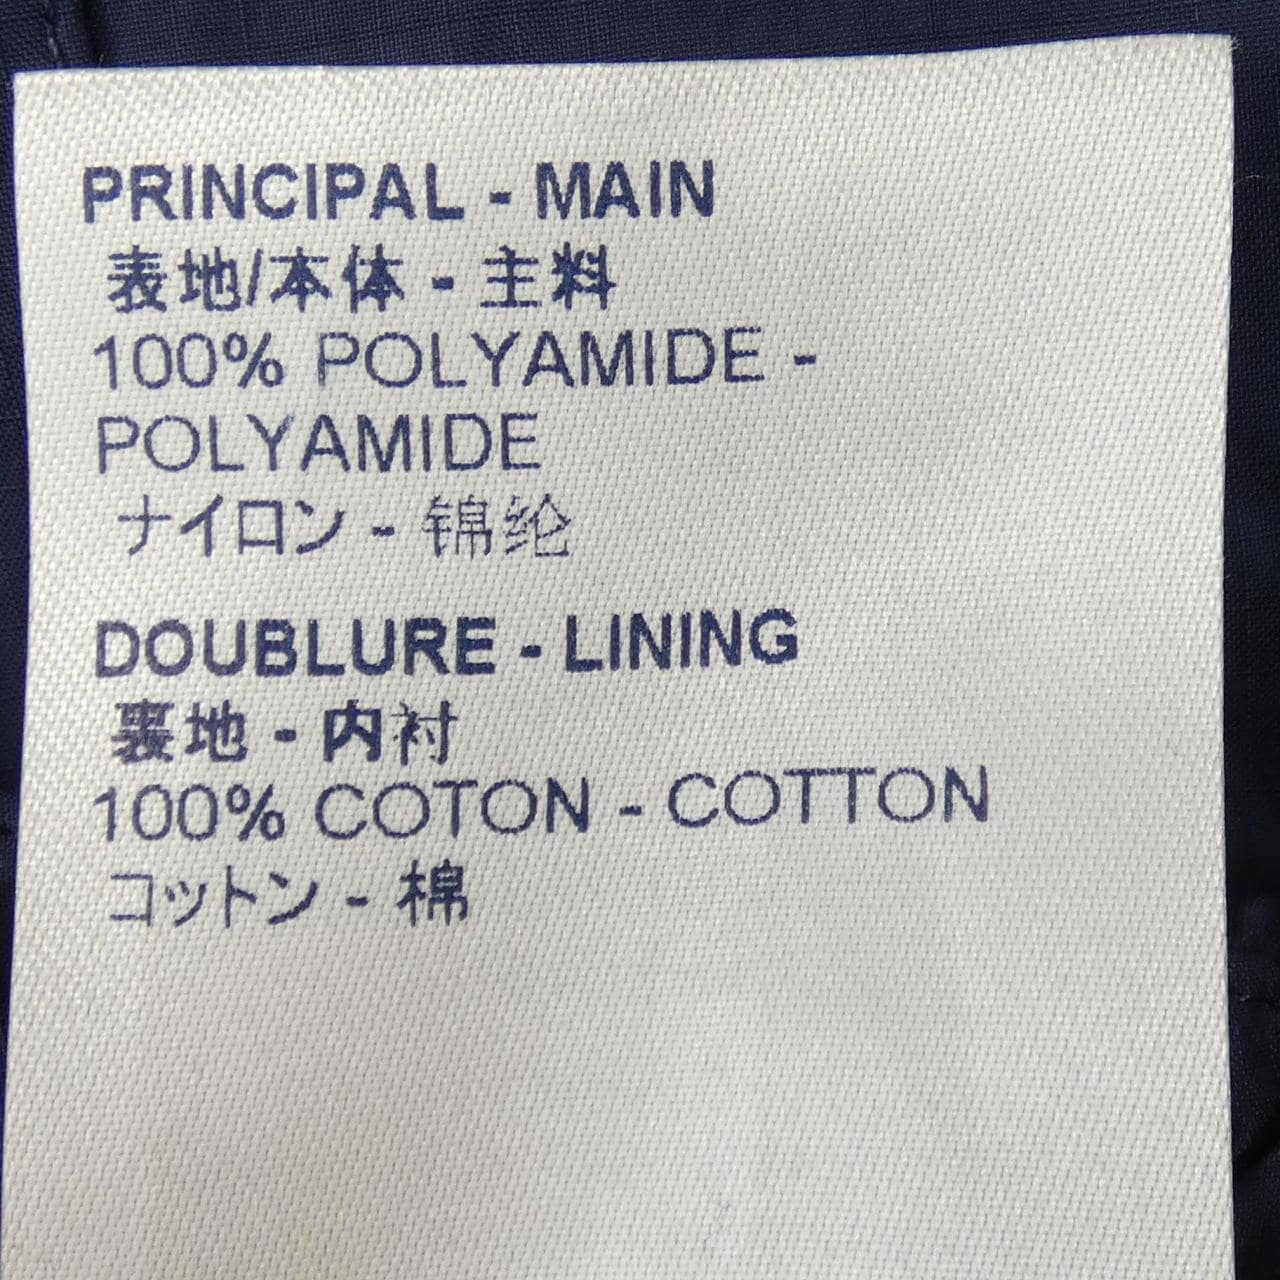 PRINCIPAL - MAIN
表地/本体 - 主料
100% POLYAMIDE -
POLYAMIDE
ナイロン - 锦纶
DOUBLURE - LINING
裏地 - 内衬
100% COTON - COTTON
コットン - 棉